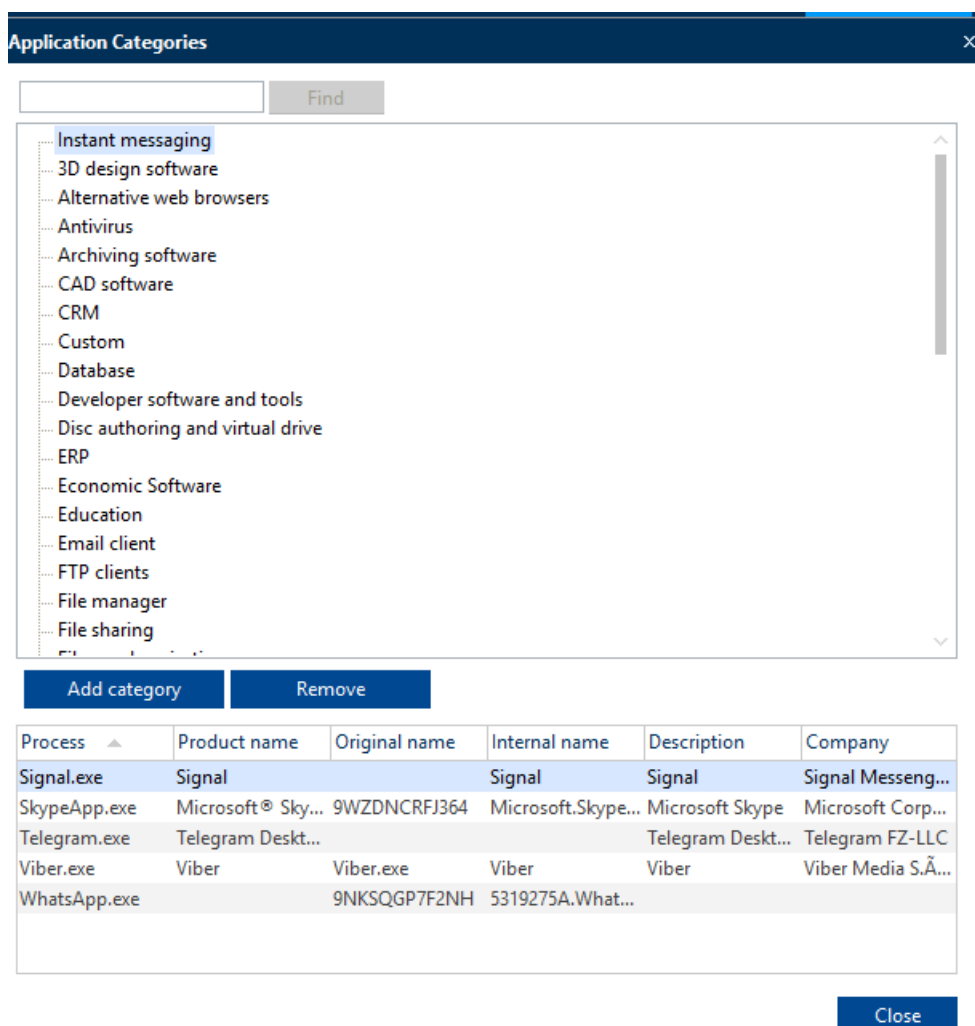 Application Categories
Find
Instant messaging
3D design software
Alternative web browsers
Antivirus
Archiving software
CAD software
CRM
Custom
Database
Developer software and tools
Disc authoring and virtual drive
ERP
Economic Software
Education
Email client
FTP clients
File manager
File sharing
Add category Remove
Process Product name Original name Internal name Description Company
Signal.exe Signal Signal Signal Signal Messeng...
SkypeApp.exe Microsoft® Sky... 9WZDNCRFJ364 Microsoft.Skype... Microsoft Skype Microsoft Corp...
Telegram.exe Telegram Deskt... Telegram Deskt... Telegram FZ-LLC
Viber.exe Viber Viber.exe Viber Viber Viber Media S.Ã...
WhatsApp.exe 9NKSQGP7F2NH 5319275A.What...
Close